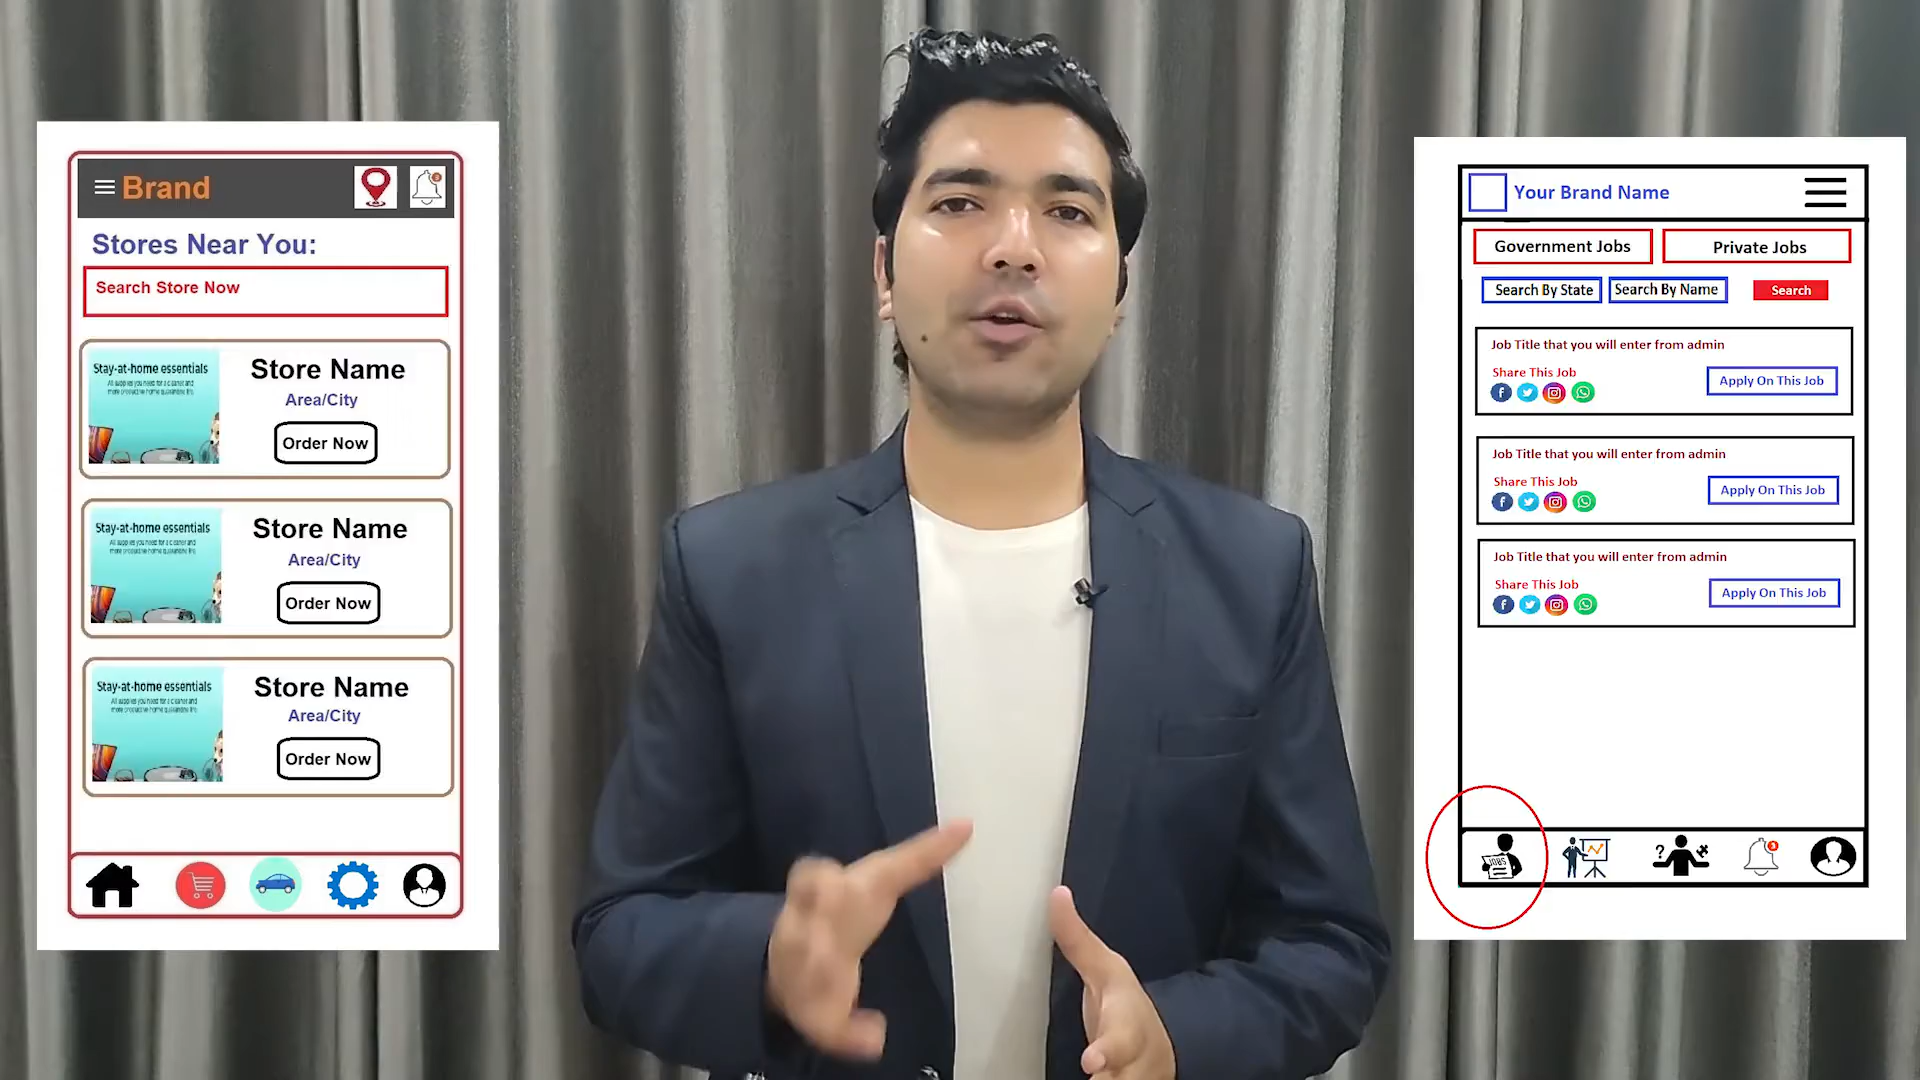 Brand
3
Stores Near You:
Search Store Now
Stay-at-home essentials
Store Name
Area/City
Order Now
Stay-at-home essentials
Store Name
Area/City
Order Now
Stay-at-home essentials
Store Name
Area/City
Order Now
Your Brand Name
Government Jobs
Private Jobs
Search By State
Search By Name
Search
Job Title that you will enter from admin
Share This Job
Apply On This Job
Job Title that you will enter from admin
Share This Job
Apply On This Job
Job Title that you will enter from admin
Share This Job
Apply On This Job
JOBS
3